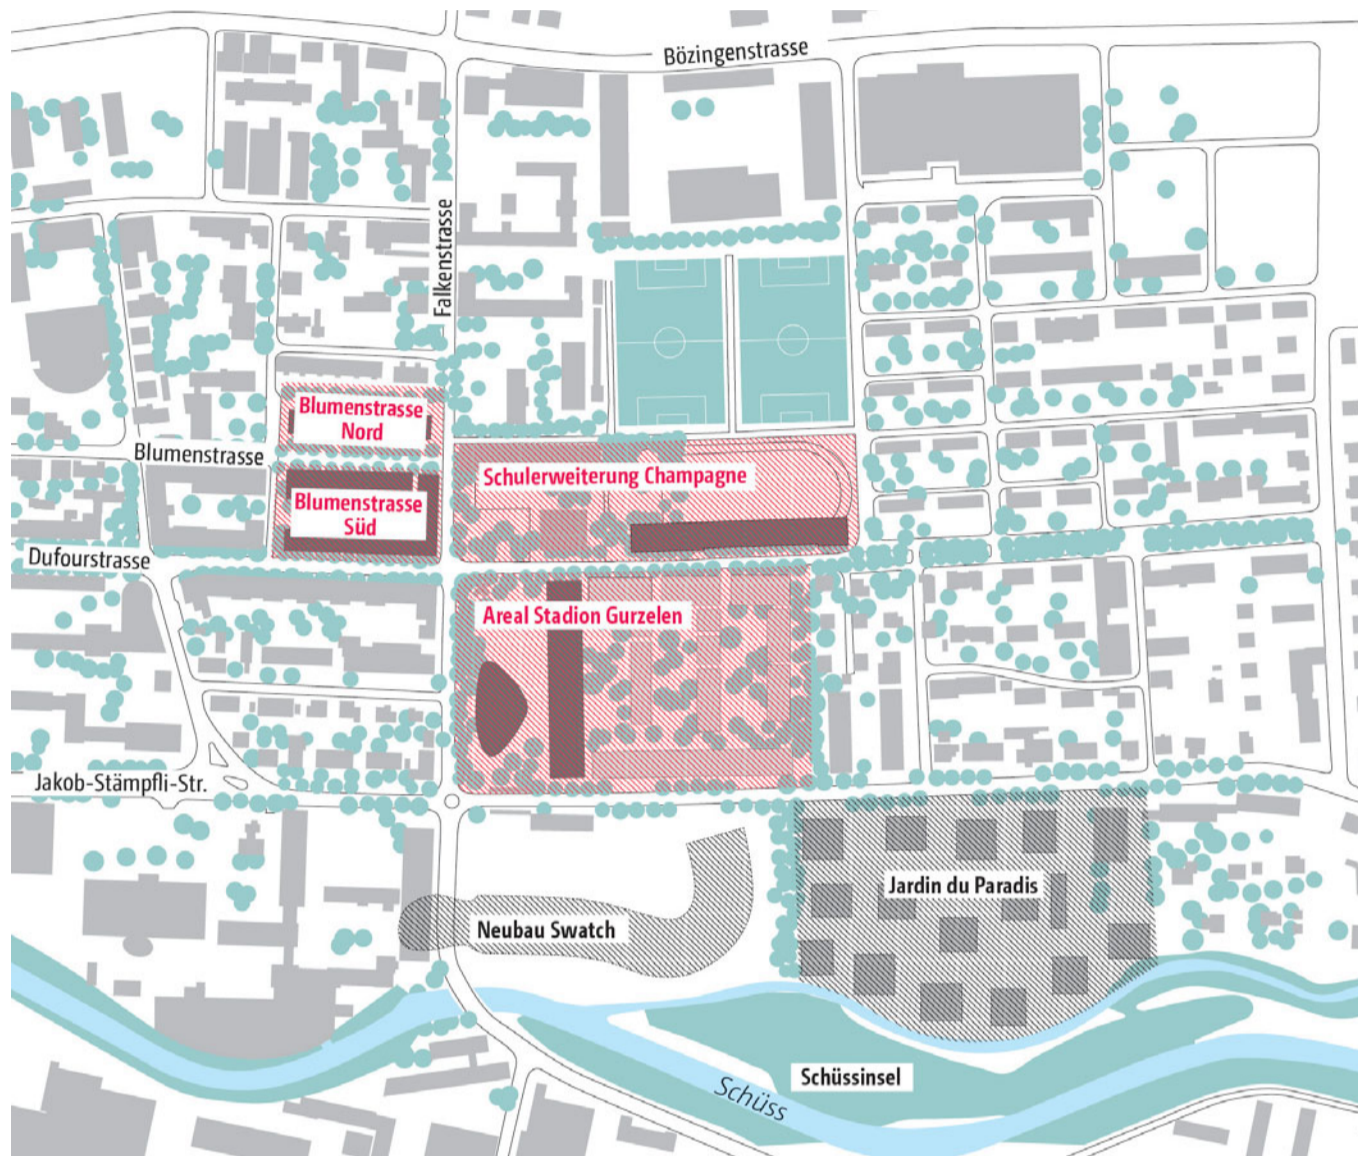 Bözingenstrasse
Falkenstrasse
Blumenstrasse
Nord
Blumenstrasse
Schulerweiterung Champagne
Blumenstrasse
Süd
Dufourstrasse
Areal Stadion Gurzelen
Jakob-Stämpfli-Str.
Jardin du Paradis
Neubau Swatch
Schüssinsel
Schüss